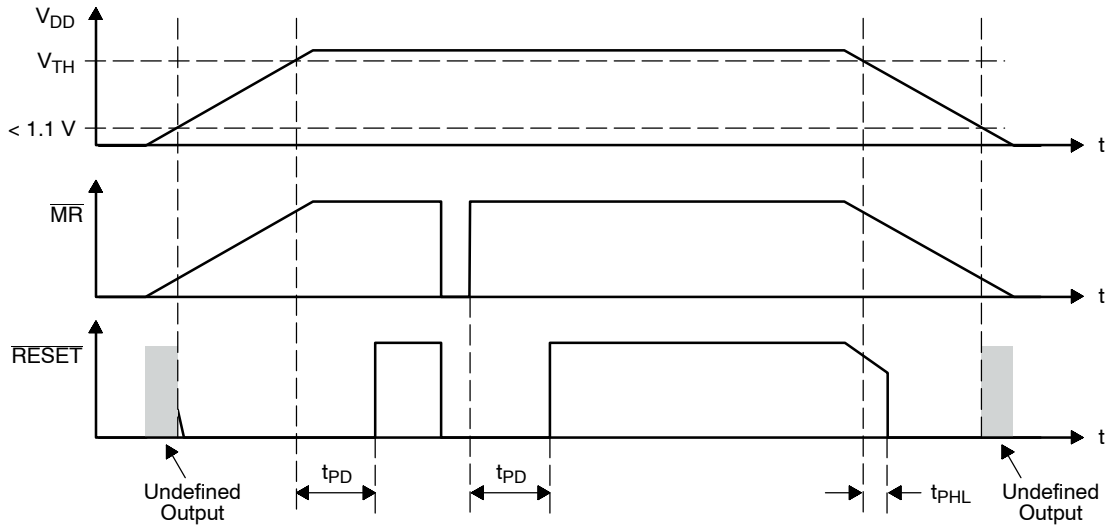 VDD
VTH
< 1.1 V
t
MR
t
RESET
t
tPD
tPD
tPHL
Undefined
Output
Undefined
Output